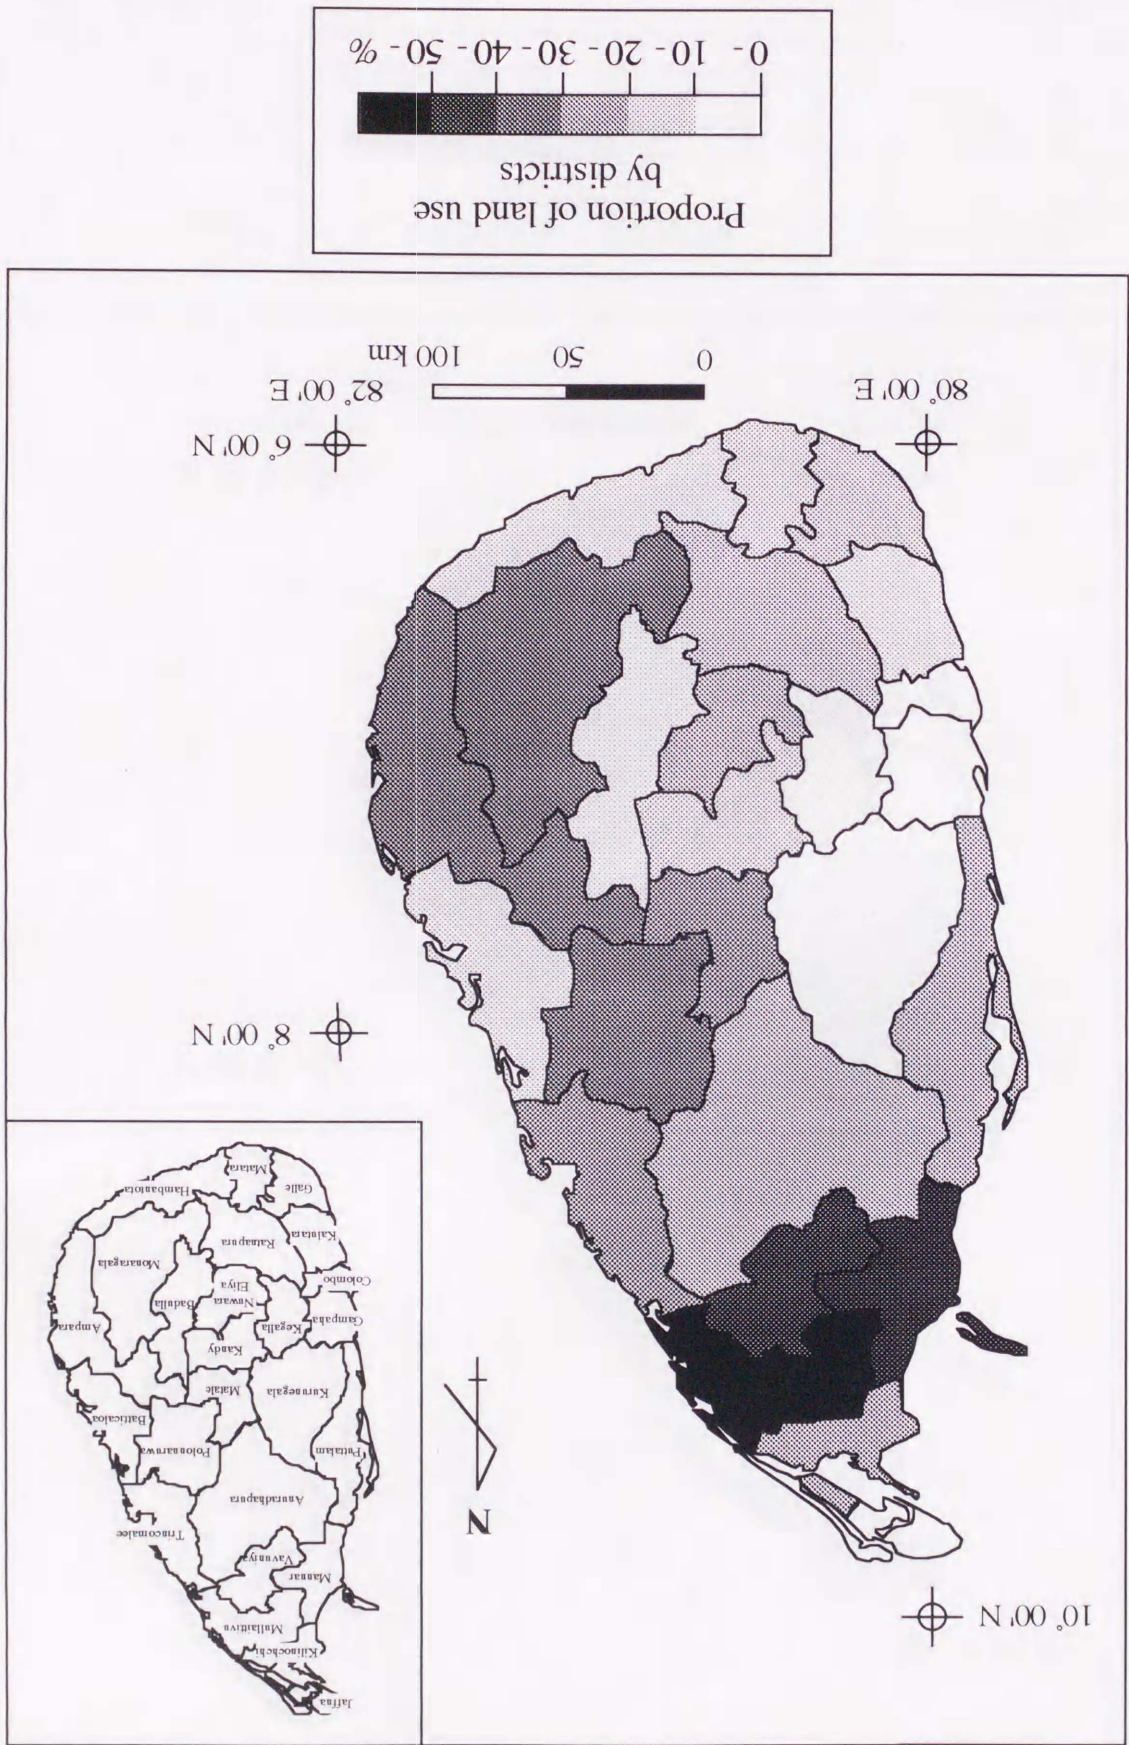 10° 00' N
N
Jaffna
Kilinochchi
Mullaitivu
Mannar
Vavuniya
Trincomalee
Anuradhapura
Puttalam
Polonnaruwa
Batticaloa
Kurunegala
Matale
Kandy
Ampara
Gampaha
Kegalla
Badulla
Nuwara
Eliya
Colombo
Monaragala
Kalutara
Ratnapura
Hambantota
Galle
Matara
8° 00' N
6° 00' N
80° 00' E
82° 00' E
0 50 100 km
Proportion of land use
by districts
0 - 10 - 20 - 30 - 40 - 50 - %